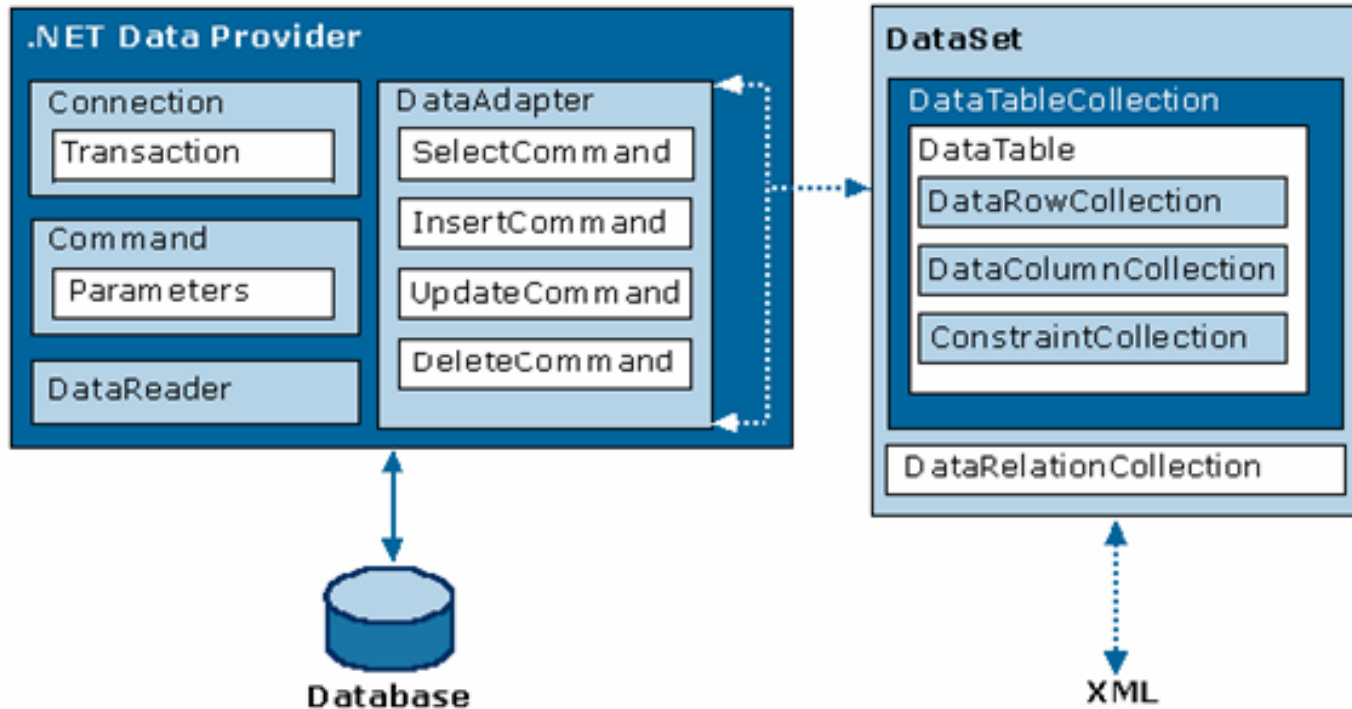 .NET Data Provider
Connection
Transaction
Command
Parameters
DataReader
DataAdapter
SelectCommand
InsertCommand
UpdateCommand
DeleteCommand
DataSet
DataTableCollection
DataTable
DataRowCollection
DataColumnCollection
ConstraintCollection
DataRelationCollection
Database
XML